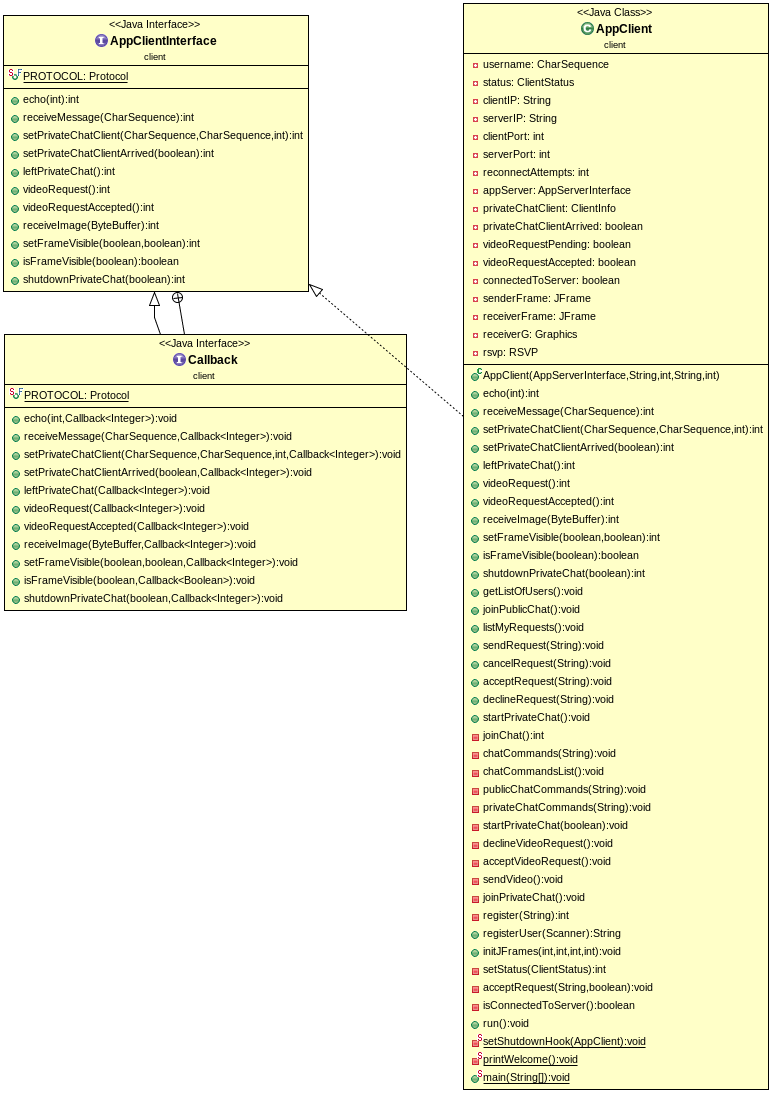 <<Java Interface>>
AppClientInterface
client
PROTOCOL: Protocol
echo(int):int
receiveMessage(CharSequence):int
setPrivateChatClient(CharSequence,CharSequence,int):int
setPrivateChatClientArrived(boolean):int
leftPrivateChat():int
videoRequest():int
videoRequestAccepted():int
receiveImage(ByteBuffer):int
setFrameVisible(boolean,boolean):int
isFrameVisible(boolean):boolean
shutdownPrivateChat(boolean):int
<<Java Interface>>
Callback
client
PROTOCOL: Protocol
echo(int,Callback<Integer>):void
receiveMessage(CharSequence,Callback<Integer>):void
setPrivateChatClient(CharSequence,CharSequence,int,Callback<Integer>):void
setPrivateChatClientArrived(boolean,Callback<Integer>):void
leftPrivateChat(Callback<Integer>):void
videoRequest(Callback<Integer>):void
videoRequestAccepted(Callback<Integer>):void
receiveImage(ByteBuffer,Callback<Integer>):void
setFrameVisible(boolean,boolean,Callback<Integer>):void
isFrameVisible(boolean,Callback<Boolean>):void
shutdownPrivateChat(boolean,Callback<Integer>):void
<<Java Class>>
AppClient
client
username: CharSequence
status: ClientStatus
clientIP: String
serverIP: String
clientPort: int
serverPort: int
reconnectAttempts: int
appServer: AppServerInterface
privateChatClient: ClientInfo
privateChatClientArrived: boolean
videoRequestPending: boolean
videoRequestAccepted: boolean
connectedToServer: boolean
senderFrame: JFrame
receiverFrame: JFrame
receiverG: Graphics
rsvp: RSVP
AppClient(AppServerInterface,String,int,String,int)
echo(int):int
receiveMessage(CharSequence):int
setPrivateChatClient(CharSequence,CharSequence,int):int
setPrivateChatClientArrived(boolean):int
leftPrivateChat():int
videoRequest():int
videoRequestAccepted():int
receiveImage(ByteBuffer):int
setFrameVisible(boolean,boolean):int
isFrameVisible(boolean):boolean
shutdownPrivateChat(boolean):int
getListOfUsers():void
joinPublicChat():void
listMyRequests():void
sendRequest(String):void
cancelRequest(String):void
acceptRequest(String):void
declineRequest(String):void
startPrivateChat():void
joinChat():int
chatCommands(String):void
chatCommandsList():void
publicChatCommands(String):void
privateChatCommands(String):void
startPrivateChat(boolean):void
declineVideoRequest():void
acceptVideoRequest():void
sendVideo():void
joinPrivateChat():void
register(String):int
registerUser(Scanner):String
initJFrames(int,int,int,int):void
setStatus(ClientStatus):int
acceptRequest(String,boolean):void
isConnectedToServer():boolean
run():void
setShutdownHook(AppClient):void
printWelcome():void
main(String[]):void